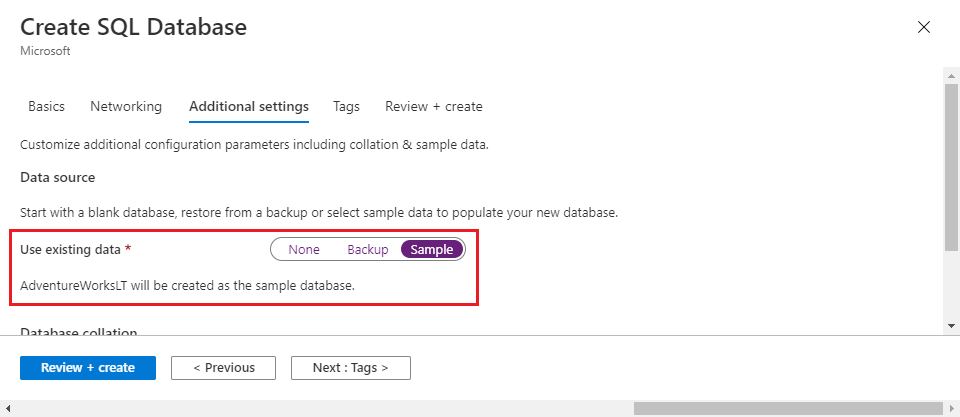 Create SQL Database
Microsoft
Basics Networking Additional settings Tags Review + create
Customize additional configuration parameters including collation & sample data.
Data source
Start with a blank database, restore from a backup or select sample data to populate your new database.
Use existing data * None Backup Sample
AdventureWorksLT will be created as the sample database.
Database collation
Review + create < Previous Next : Tags >